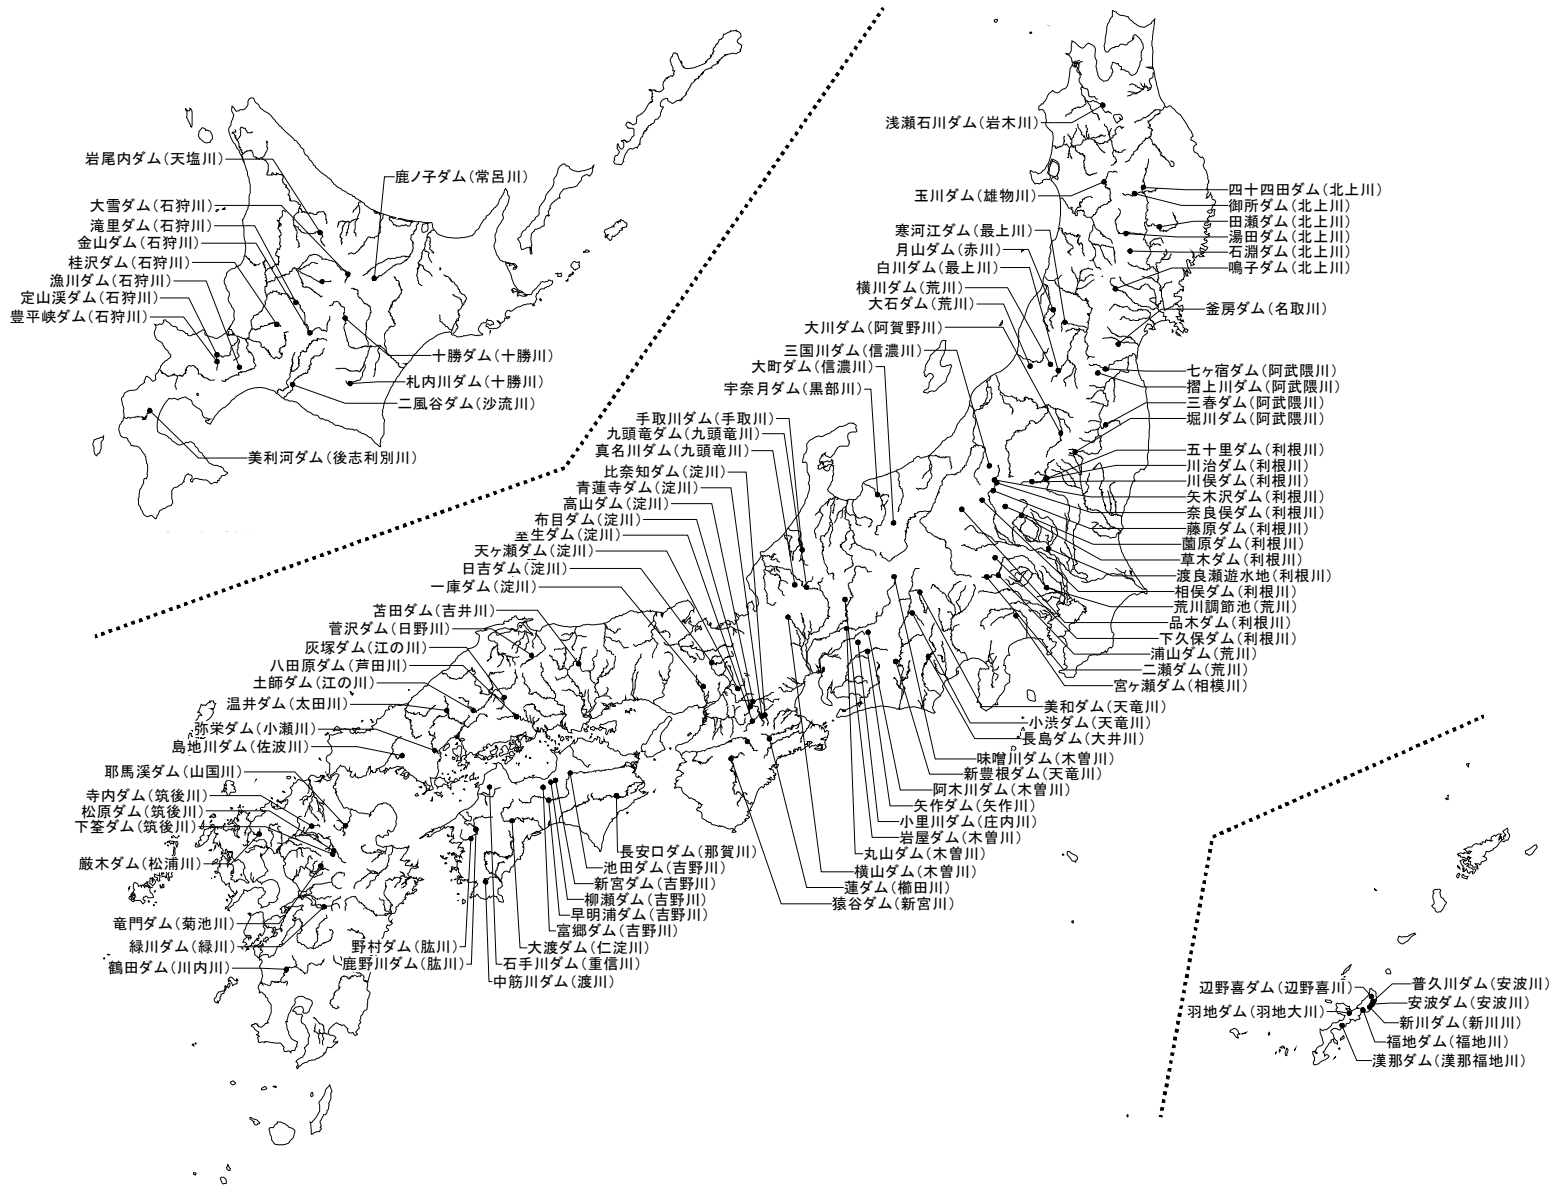 岩尾内ダム（天塩川）
鹿ノ子ダム（常呂川）
大雪ダム（石狩川）
滝里ダム（石狩川）
金山ダム（石狩川）
桂沢ダム（石狩川）
漁川ダム（石狩川）
定山渓ダム（石狩川）
豊平峡ダム（石狩川）
十勝ダム（十勝川）
札内川ダム（十勝川）
二風谷ダム（沙流川）
美利河ダム（後志利別川）
浅瀬石川ダム（岩木川）
玉川ダム（雄物川）
寒河江ダム（最上川）
月山ダム（赤川）
白川ダム（最上川）
横川ダム（荒川）
大石ダム（荒川）
大川ダム（阿賀野川）
三国川ダム（信濃川）
大町ダム（信濃川）
宇奈月ダム（黒部川）
手取川ダム（手取川）
九頭竜ダム（九頭竜川）
真名川ダム（九頭竜川）
比奈知ダム（淀川）
青蓮寺ダム（淀川）
高山ダム（淀川）
布目ダム（淀川）
室生ダム（淀川）
天ヶ瀬ダム（淀川）
日吉ダム（淀川）
一庫ダム（淀川）
苫田ダム（吉井川）
菅沢ダム（日野川）
灰塚ダム（江の川）
八田原ダム（芦田川）
土師ダム（江の川）
温井ダム（太田川）
弥栄ダム（小瀬川）
島地川ダム（佐波川）
耶馬溪ダム（山国川）
寺内ダム（筑後川）
松原ダム（筑後川）
下筌ダム（筑後川）
厳木ダム（松浦川）
竜門ダム（菊池川）
緑川ダム（緑川）
鶴田ダム（川内川）
四十四田ダム（北上川）
御所ダム（北上川）
田瀬ダム（北上川）
湯田ダム（北上川）
石淵ダム（北上川）
鳴子ダム（北上川）
釜房ダム（名取川）
七ヶ宿ダム（阿武隈川）
摺上川ダム（阿武隈川）
三春ダム（阿武隈川）
堀川ダム（阿武隈川）
五十里ダム（利根川）
川治ダム（利根川）
川俣ダム（利根川）
矢木沢ダム（利根川）
奈良俣ダム（利根川）
藤原ダム（利根川）
薗原ダム（利根川）
草木ダム（利根川）
渡良瀬遊水地（利根川）
相俣ダム（利根川）
荒川調節池（荒川）
品木ダム（利根川）
下久保ダム（利根川）
浦山ダム（荒川）
二瀬ダム（荒川）
宮ヶ瀬ダム（相模川）
美和ダム（天竜川）
小渋ダム（天竜川）
長島ダム（大井川）
味噌川ダム（木曽川）
新豊根ダム（天竜川）
阿木川ダム（木曽川）
矢作ダム（矢作川）
小里川ダム（庄内川）
岩屋ダム（木曽川）
丸山ダム（木曽川）
横山ダム（木曽川）
蓮ダム（櫛田川）
猿谷ダム（新宮川）
長安口ダム（那賀川）
池田ダム（吉野川）
新宮ダム（吉野川）
柳瀬ダム（吉野川）
早明浦ダム（吉野川）
富郷ダム（吉野川）
野村ダム（肱川）
大渡ダム（仁淀川）
鹿野川ダム（肱川）
石手川ダム（重信川）
中筋川ダム（渡川）
辺野喜ダム（辺野喜川）
羽地ダム（羽地大川）
普久川ダム（安波川）
安波ダム（安波川）
新川ダム（新川川）
福地ダム（福地川）
漢那ダム（漢那福地川）